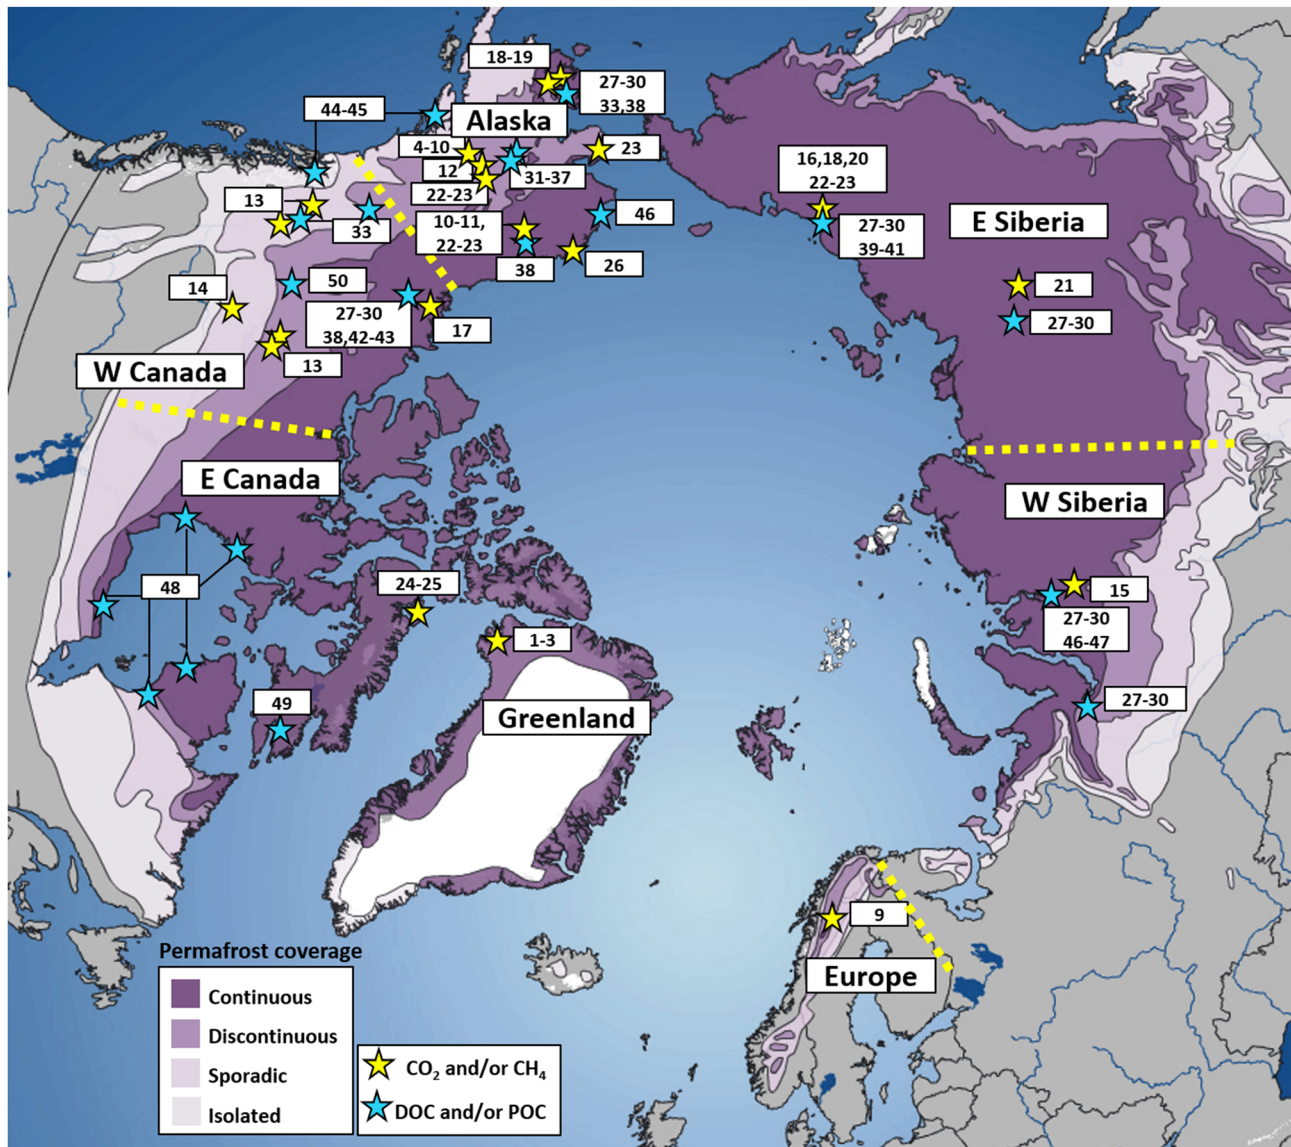 18-19
27-30
33,38
44-45
Alaska
4-10
23
12
31-37
22-23
16,18,20
22-23
13
33
10-11,
22-23
46
27-30
39-41
E Siberia
38
26
14
50
21
27-30
38,42-43
17
27-30
13
W Canada
E Canada
W Siberia
48
24-25
15
1-3
27-30
46-47
49
Greenland
27-30
9
Europe
Permafrost coverage
Continuous
Discontinuous
Sporadic
Isolated
CO₂ and/or CH₄
DOC and/or POC